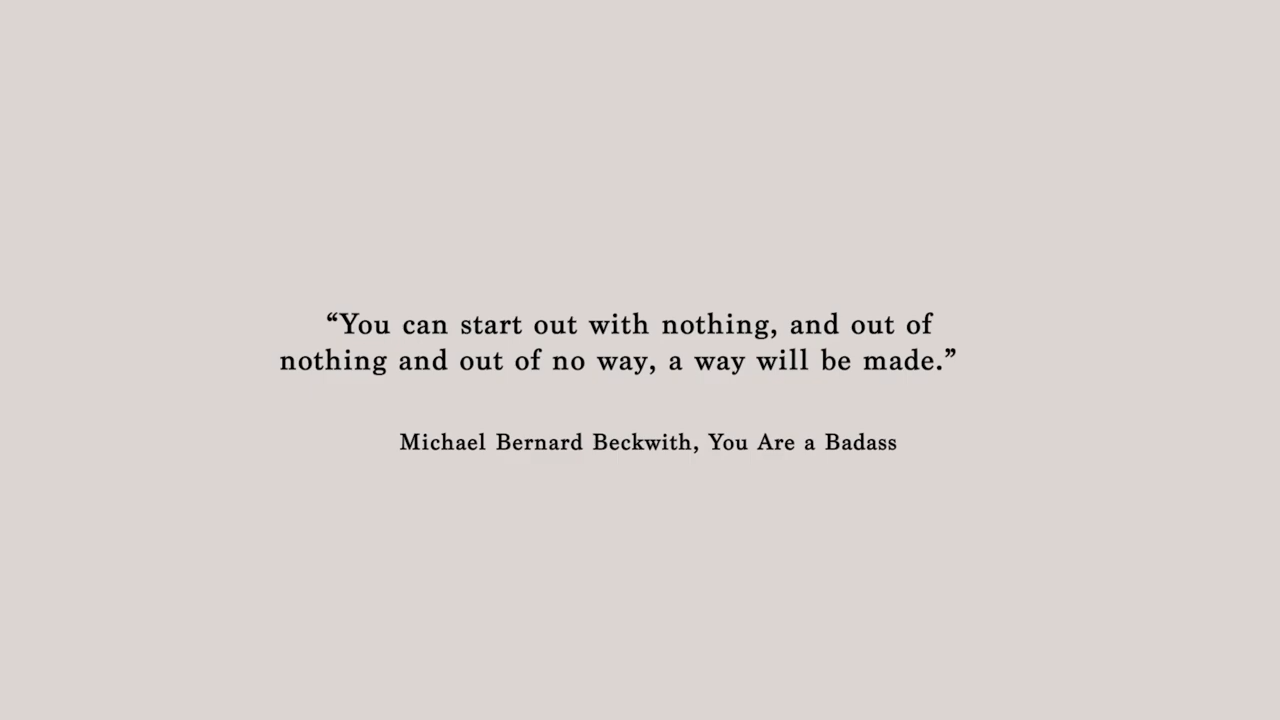 “You can start out with nothing, and out of
nothing and out of no way, a way will be made.”
Michael Bernard Beckwith, You Are a Badass